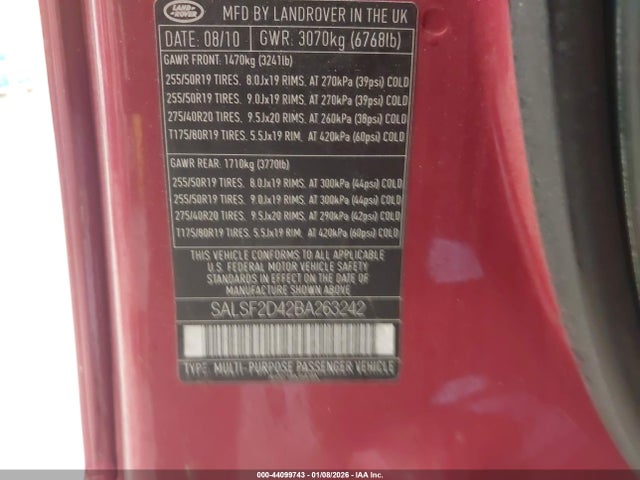 LAND
ROVER
MFD BY LANDROVER IN THE UK
DATE: 08/10 GWR: 3070kg (6768lb)
GAWR FRONT: 1470kg (3241lb)
255/50R19 TIRES, 8.0Jx19 RIMS, AT 270kPa (39psi) COLD
255/50R19 TIRES, 9.0Jx19 RIMS, AT 270kPa (39psi) COLD
275/40R20 TIRES, 9.5Jx20 RIMS, AT 260kPa (38psi) COLD
T175/80R19 TIRES, 5.5Jx19 RIM, AT 420kPa (60psi) COLD
GAWR REAR: 1710kg (3770lb)
255/50R19 TIRES, 8.0Jx19 RIMS, AT 300kPa (44psi) COLD
255/50R19 TIRES, 9.0Jx19 RIMS, AT 300kPa (44psi) COLD
275/40R20 TIRES, 9.5Jx20 RIMS, AT 290kPa (42psi) COLD
T175/80R19 TIRES, 5.5Jx19 RIM, AT 420kPa (60psi) COLD
THIS VEHICLE CONFORMS TO ALL APPLICABLE
U.S. FEDERAL MOTOR VEHICLE SAFETY
STANDARDS IN EFFECT ON THE DATE OF
MANUFACTURE SHOWN ABOVE
SALSF2D42BA263242
TYPE: MULTI-PURPOSE PASSENGER VEHICLE
000-44099743 - 01/08/2026 - IAA Inc.